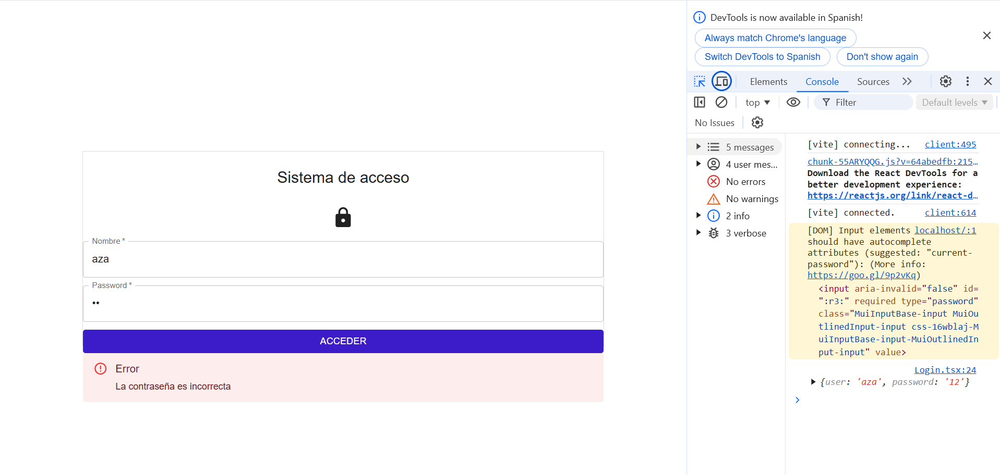 Sistema de acceso
Nombre *
aza
Password *
••
ACCEDER
Error
La contraseña es incorrecta
DevTools is now available in Spanish!
Always match Chrome's language
Switch DevTools to Spanish
Don't show again
Elements
Console
Sources
top
Filter
Default levels
No Issues
5 messages
4 user mes...
No errors
No warnings
2 info
3 verbose
[vite] connecting... client:495
chunk-55ARYQQG.js?v=64abedfb:215…
Download the React DevTools for a
better development experience:
https://reactjs.org/link/react-d…
[vite] connected. client:614
[DOM] Input elements localhost/:1
should have autocomplete
attributes (suggested: "current-
password"): (More info:
https://goo.gl/9p2vKq)
<input aria-invalid="false" id=
":r3:" required type="password"
class="MuiInputBase-input MuiOu
tlinedInput-input css-16wblaj-M
uiInputBase-input-MuiOutlinedIn
put-input" value>
Login.tsx:24
{user: 'aza', password: '12'}